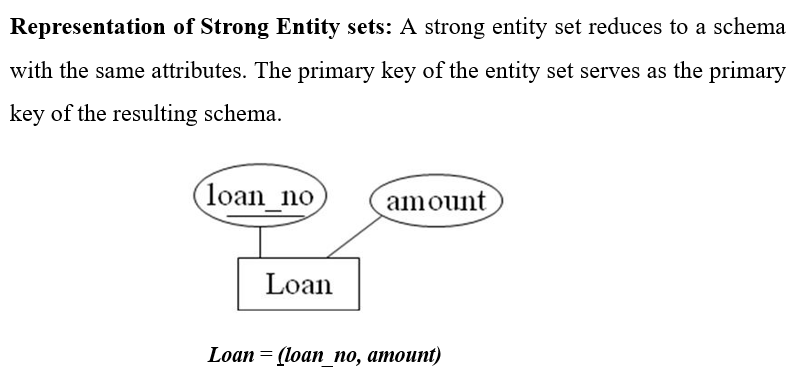 Representation of Strong Entity sets: A strong entity set reduces to a schema
with the same attributes. The primary key of the entity set serves as the primary
key of the resulting schema.
loan_no
amount
Loan
Loan = (loan_no, amount)